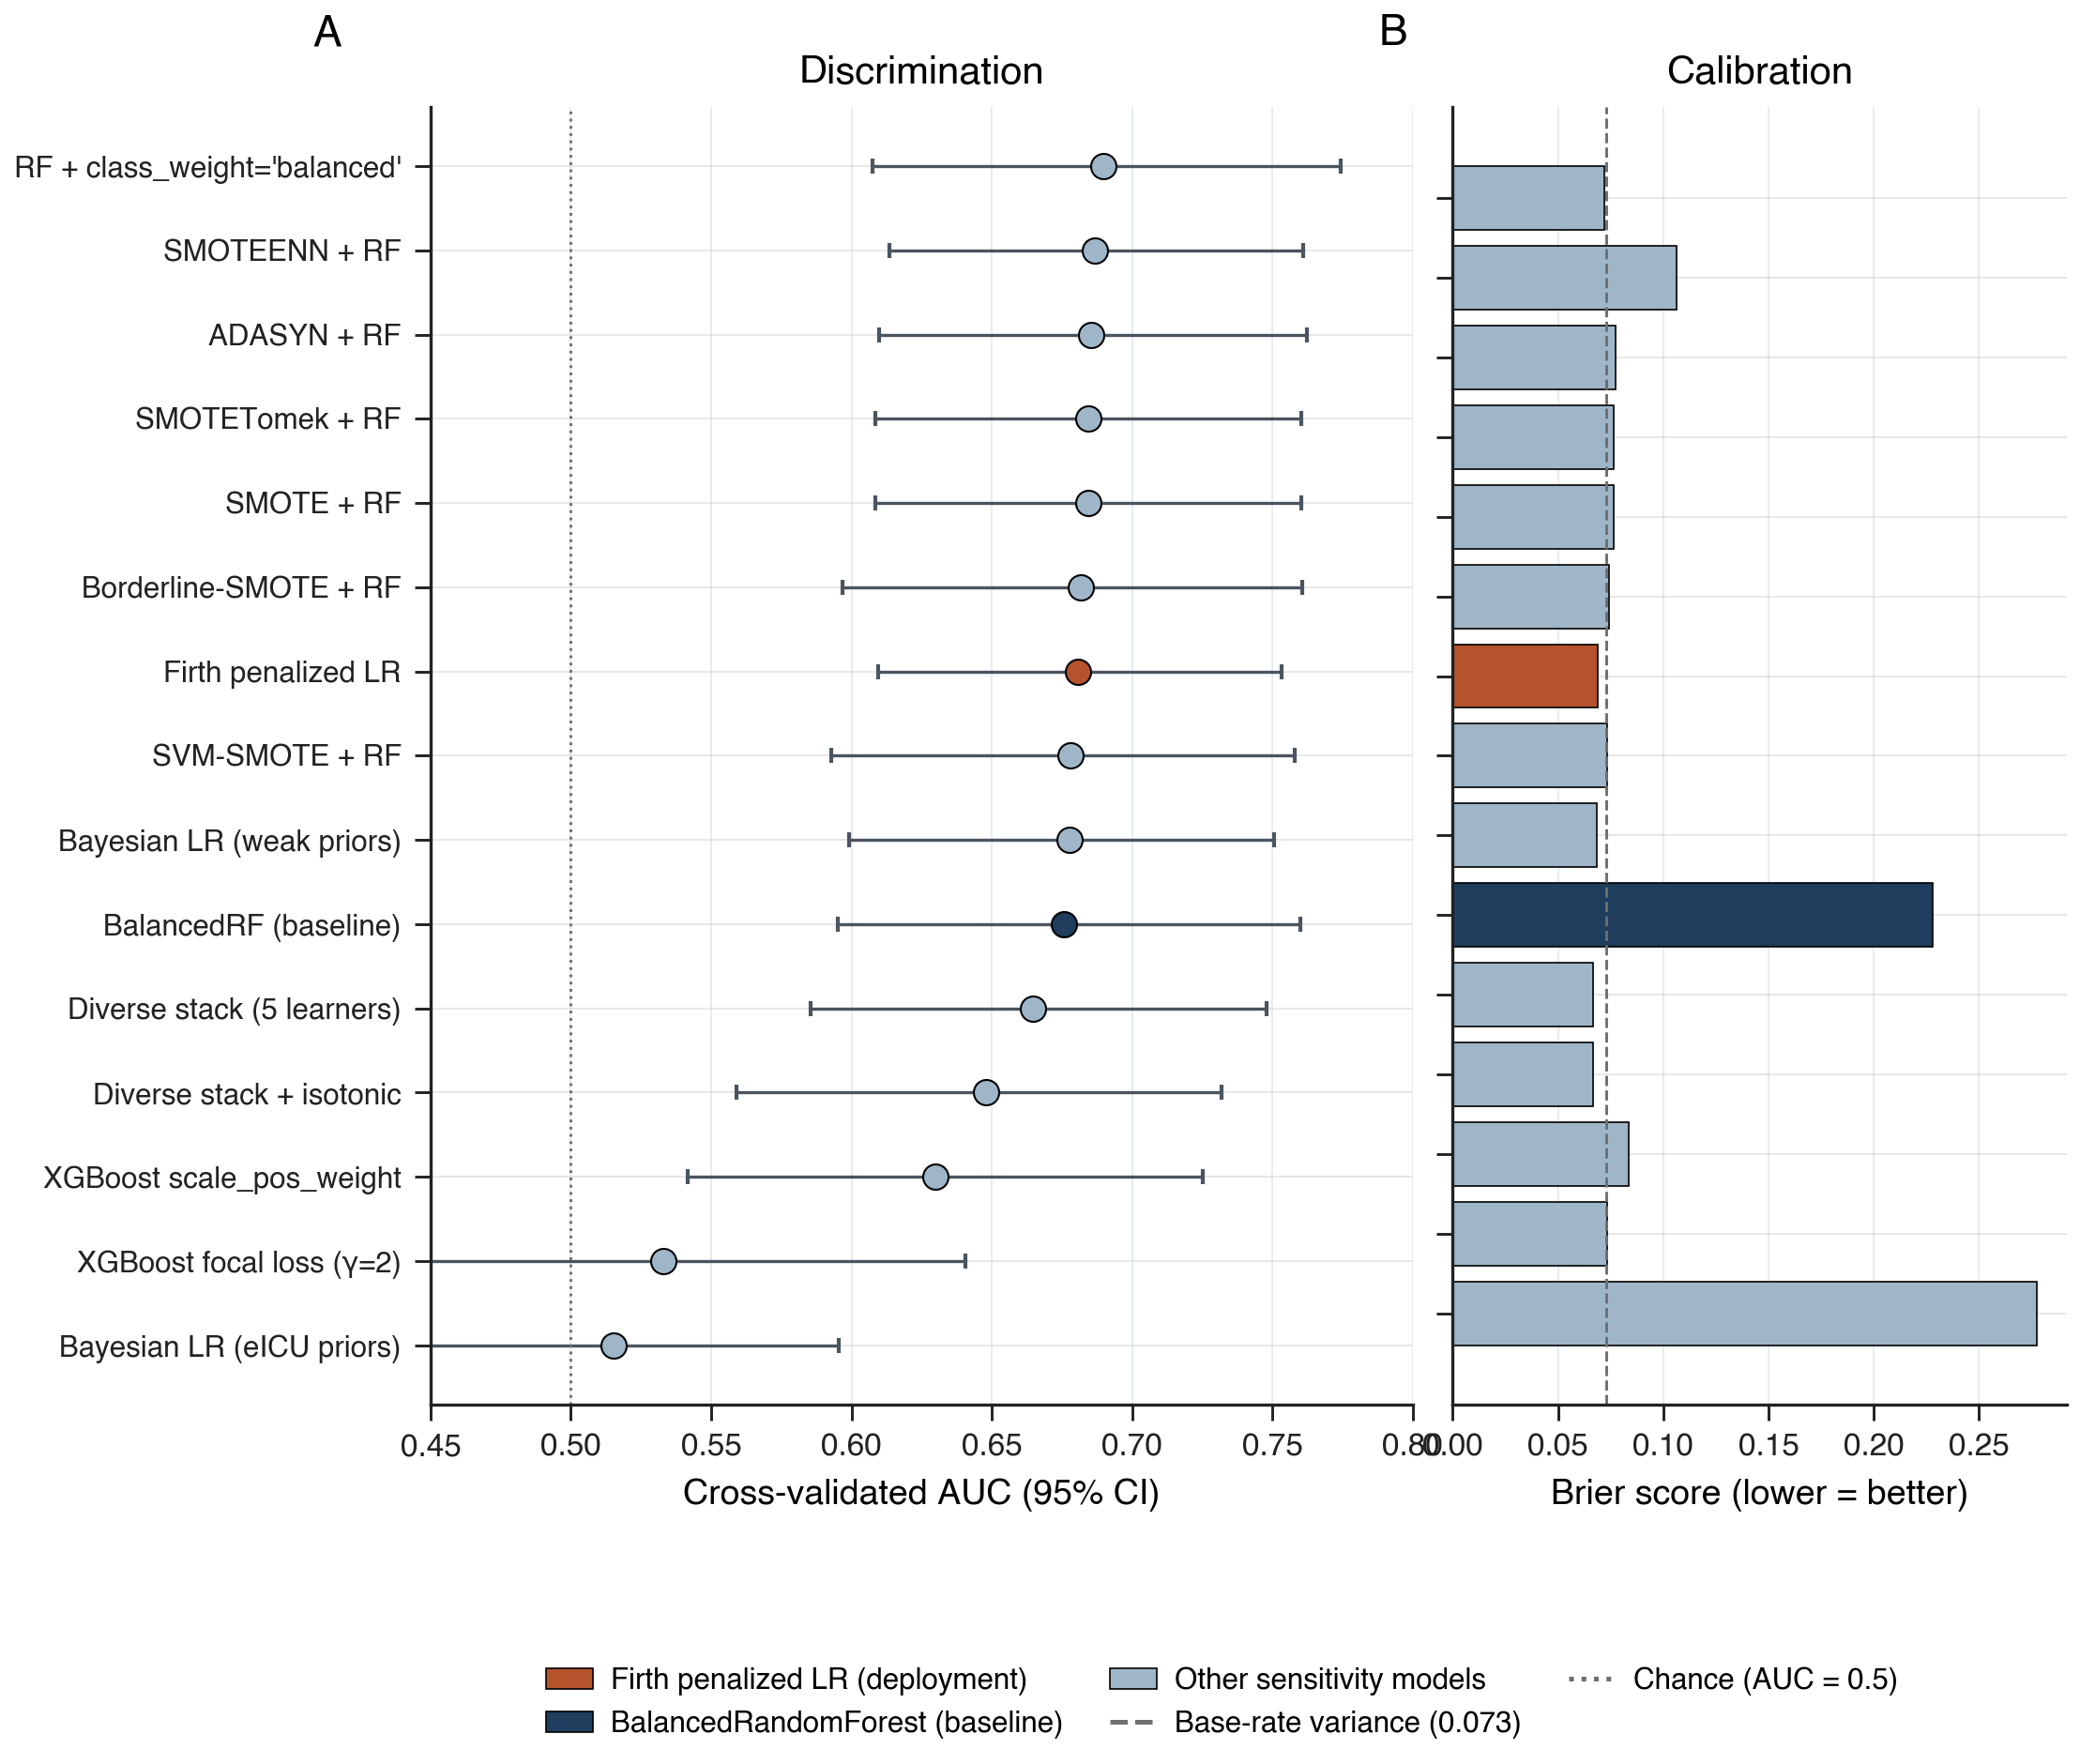 A
B
Discrimination
Calibration
RF + class_weight='balanced'
SMOTEENN + RF
ADASYN + RF
SMOTETomek + RF
SMOTE + RF
Borderline-SMOTE + RF
Firth penalized LR
SVM-SMOTE + RF
Bayesian LR (weak priors)
BalancedRF (baseline)
Diverse stack (5 learners)
Diverse stack + isotonic
XGBoost scale_pos_weight
XGBoost focal loss (γ=2)
Bayesian LR (eICU priors)
0.45 0.50 0.55 0.60 0.65 0.70 0.75 0.80
0.00 0.05 0.10 0.15 0.20 0.25
Cross-validated AUC (95% CI)
Brier score (lower = better)
Firth penalized LR (deployment)
BalancedRandomForest (baseline)
Other sensitivity models
Base-rate variance (0.073)
Chance (AUC = 0.5)